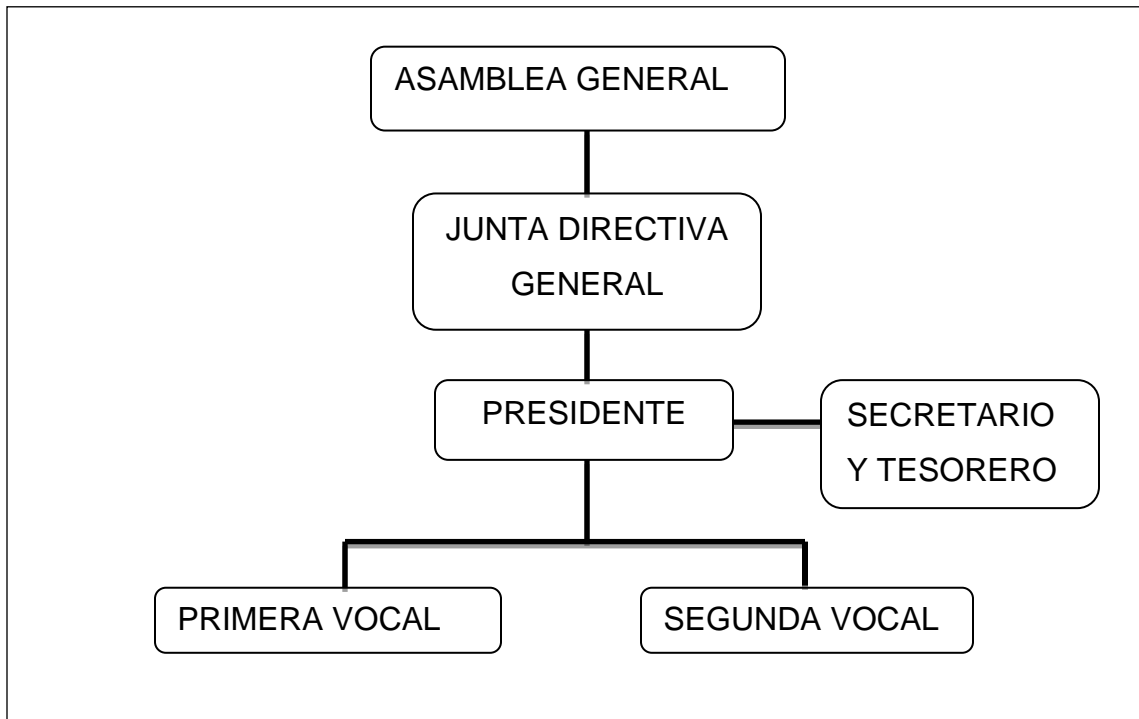 ASAMBLEA GENERAL
JUNTA DIRECTIVA
GENERAL
PRESIDENTE
SECRETARIO
Y TESORERO
PRIMERA VOCAL
SEGUNDA VOCAL